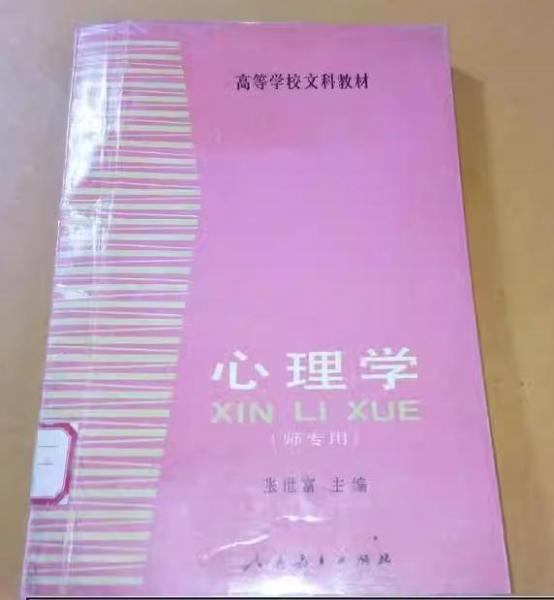 高等学校文科教材
心理学
XIN LI XUE
（师专用）
张世富 主编
人民教育出版社